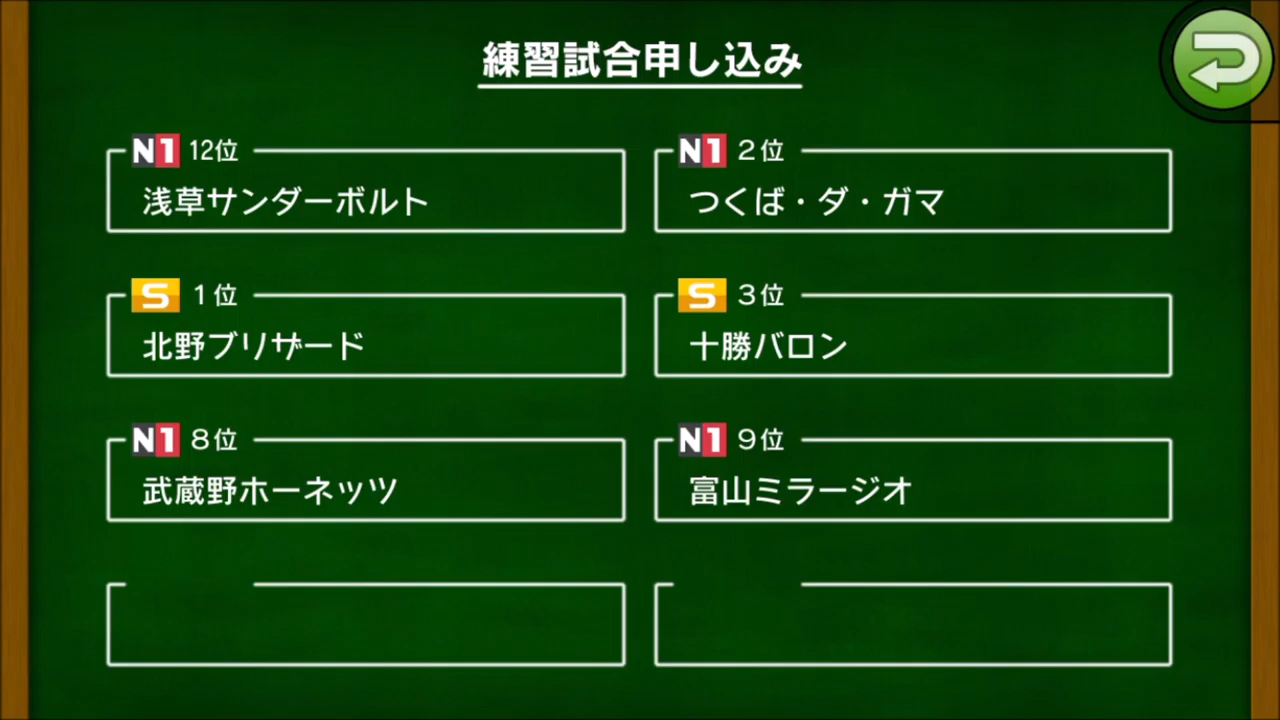 練習試合申し込み
N1 12位
浅草サンダーボルト
N1 2位
つくば・ダ・ガマ
S 1位
北野ブリザード
S 3位
十勝バロン
N1 8位
武蔵野ホーネッツ
N1 9位
富山ミラージオ